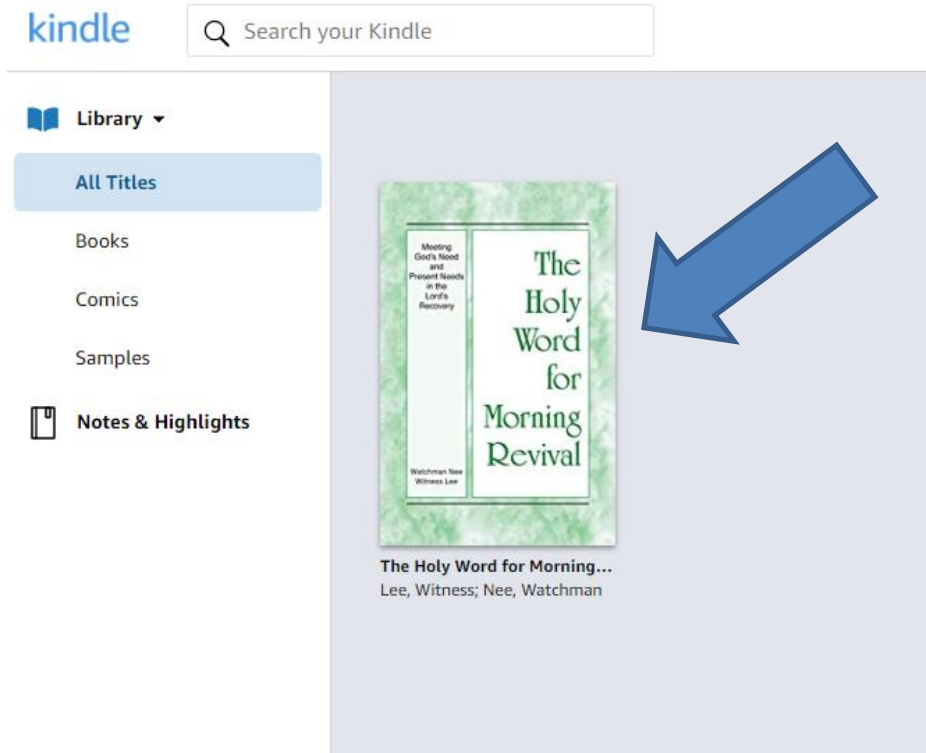 kindle
Search your Kindle
Library
All Titles
Books
Comics
Samples
Notes & Highlights
Meeting
God's Need
and
Present Needs
in the
Lord's
Recovery
Watchman Nee
Witness Lee
The
Holy
Word
for
Morning
Revival
The Holy Word for Morning...
Lee, Witness; Nee, Watchman